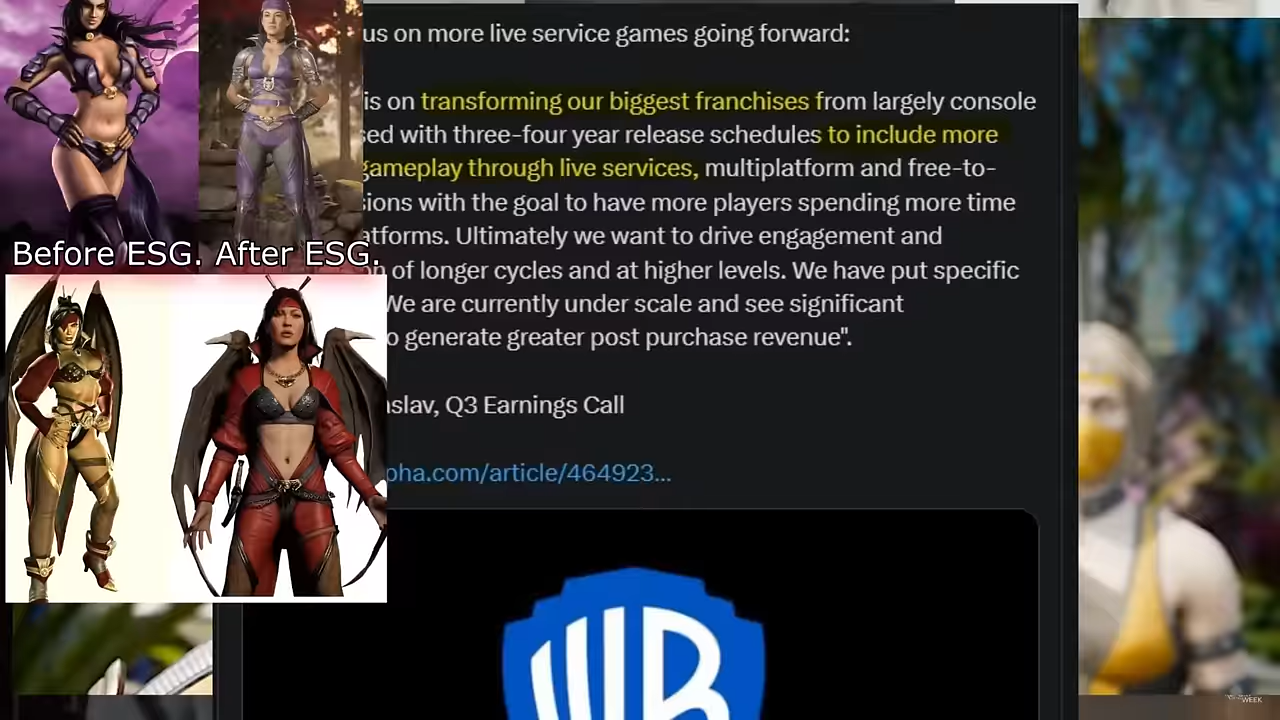 us on more live service games going forward:
is on transforming our biggest franchises from largely console
sed with three-four year release schedules to include more
gameplay through live services, multiplatform and free-to-
sions with the goal to have more players spending more time
atforms. Ultimately we want to drive engagement and
Before ESG. After ESG.
on of longer cycles and at higher levels. We have put specific
We are currently under scale and see significant
o generate greater post purchase revenue".
aslav, Q3 Earnings Call
pha.com/article/464923...
WB
WEEK